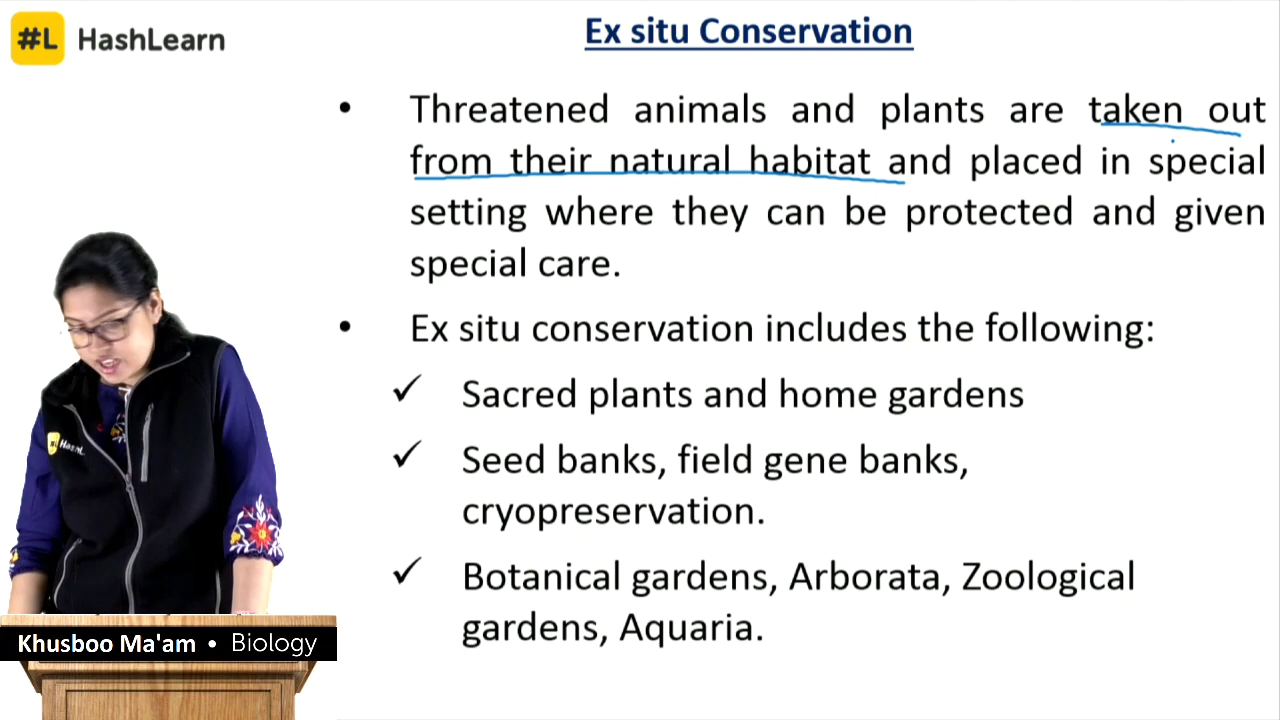 #L HashLearn
Ex situ Conservation
• Threatened animals and plants are taken out
from their natural habitat and placed in special
setting where they can be protected and given
special care.
• Ex situ conservation includes the following:
✓ Sacred plants and home gardens
✓ Seed banks, field gene banks,
cryopreservation.
✓ Botanical gardens, Arborata, Zoological
gardens, Aquaria.
#L HashL
Khusboo Ma'am • Biology